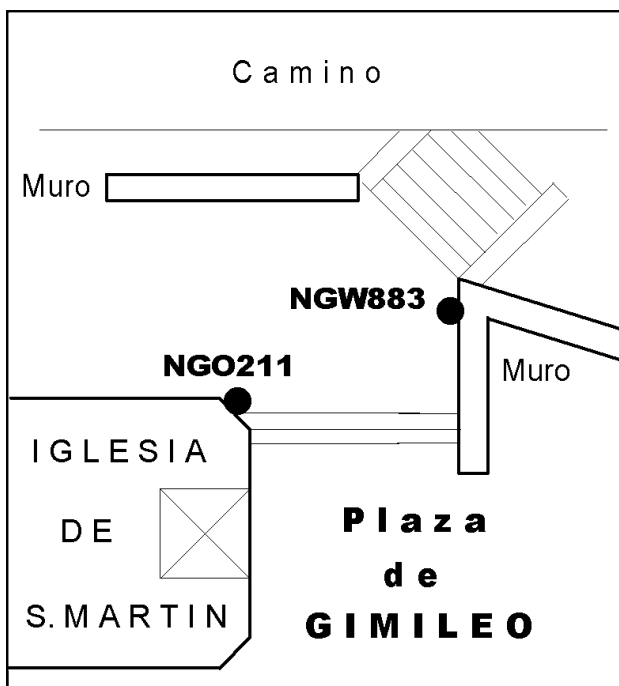 Camino
Muro
NGW883
NGO211
Muro
IGLESIA
DE
S. MARTIN
Plaza
de
GIMILEO